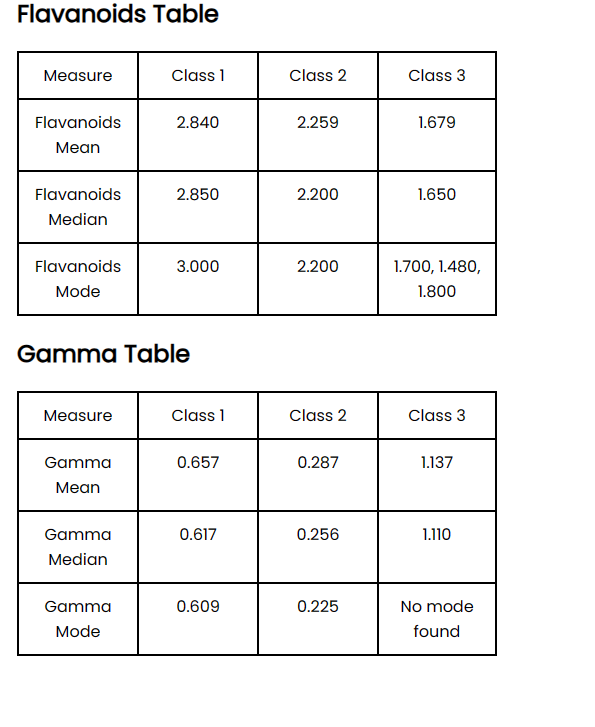 Flavanoids Table
Measure Class 1 Class 2 Class 3
Flavanoids Mean 2.840 2.259 1.679
Flavanoids Median 2.850 2.200 1.650
Flavanoids Mode 3.000 2.200 1.700, 1.480, 1.800
Gamma Table
Measure Class 1 Class 2 Class 3
Gamma Mean 0.657 0.287 1.137
Gamma Median 0.617 0.256 1.110
Gamma Mode 0.609 0.225 No mode found